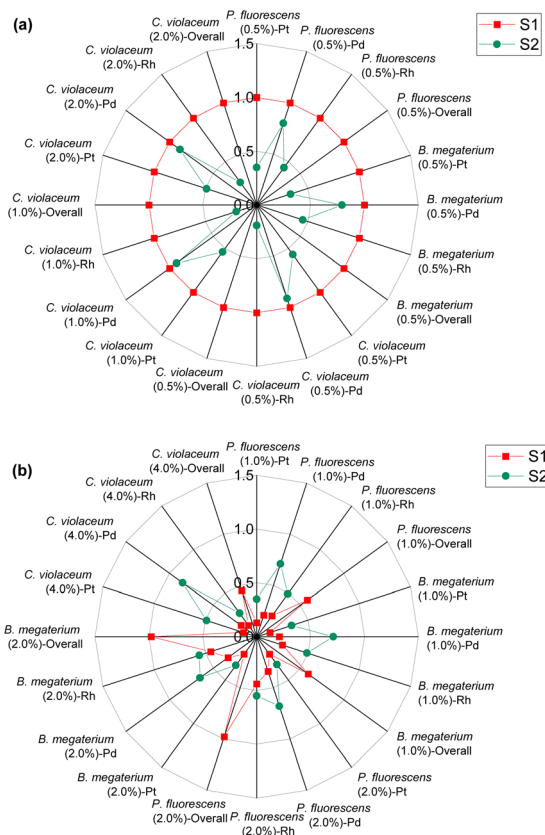 (a)
S1
S2
P. fluorescens
(0.5%)-Pt
P. fluorescens
(0.5%)-Pd
P. fluorescens
(0.5%)-Rh
P. fluorescens
(0.5%)-Overall
B. megaterium
(0.5%)-Pt
B. megaterium
(0.5%)-Pd
B. megaterium
(0.5%)-Rh
B. megaterium
(0.5%)-Overall
C. violaceum
(0.5%)-Pt
C. violaceum
(0.5%)-Pd
C. violaceum
(0.5%)-Rh
C. violaceum
(0.5%)-Overall
C. violaceum
(1.0%)-Pt
C. violaceum
(1.0%)-Pd
C. violaceum
(1.0%)-Rh
C. violaceum
(1.0%)-Overall
C. violaceum
(2.0%)-Pt
C. violaceum
(2.0%)-Pd
C. violaceum
(2.0%)-Rh
C. violaceum
(2.0%)-Overall
1.5
1.0
0.5
0.0
(b)
S1
S2
P. fluorescens
(1.0%)-Pt
P. fluorescens
(1.0%)-Pd
P. fluorescens
(1.0%)-Rh
P. fluorescens
(1.0%)-Overall
B. megaterium
(1.0%)-Pt
B. megaterium
(1.0%)-Pd
B. megaterium
(1.0%)-Rh
B. megaterium
(1.0%)-Overall
P. fluorescens
(2.0%)-Pt
P. fluorescens
(2.0%)-Pd
P. fluorescens
(2.0%)-Rh
P. fluorescens
(2.0%)-Overall
B. megaterium
(2.0%)-Pt
B. megaterium
(2.0%)-Pd
B. megaterium
(2.0%)-Rh
B. megaterium
(2.0%)-Overall
C. violaceum
(4.0%)-Pt
C. violaceum
(4.0%)-Pd
C. violaceum
(4.0%)-Rh
C. violaceum
(4.0%)-Overall
1.5
1.0
0.5
0.0